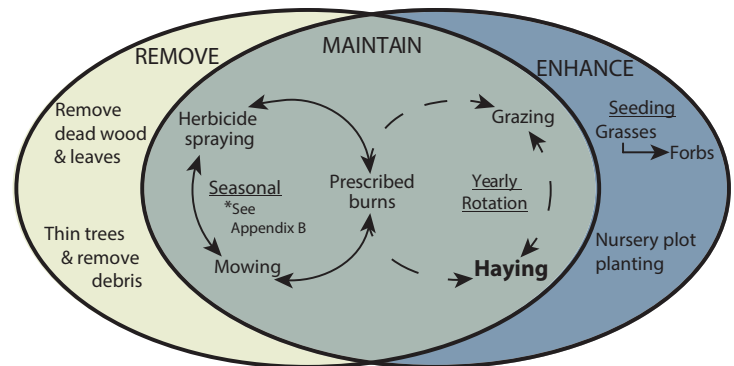 REMOVE
MAINTAIN
ENHANCE
Remove
dead wood
& leaves
Thin trees
& remove
debris
Herbicide
spraying
Seasonal
*See
Appendix B
Mowing
Prescribed
burns
Grazing
Yearly
Rotation
Haying
Seeding
Grasses
Forbs
Nursery plot
planting